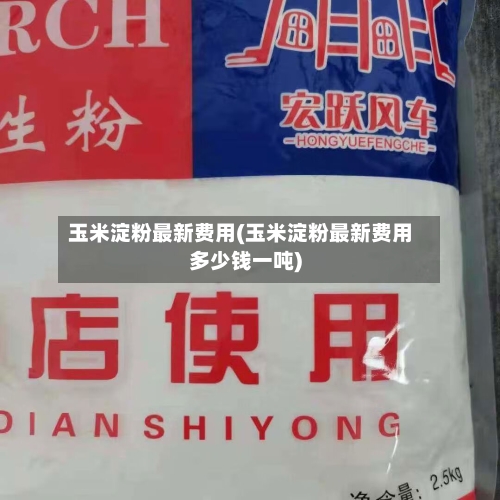 RCH
生粉
宏跃风车
HONGYUEFENGCHE
玉米淀粉最新费用(玉米淀粉最新费用
多少钱一吨)
店使用
DIAN SHIYONG
净含量：2.5kg